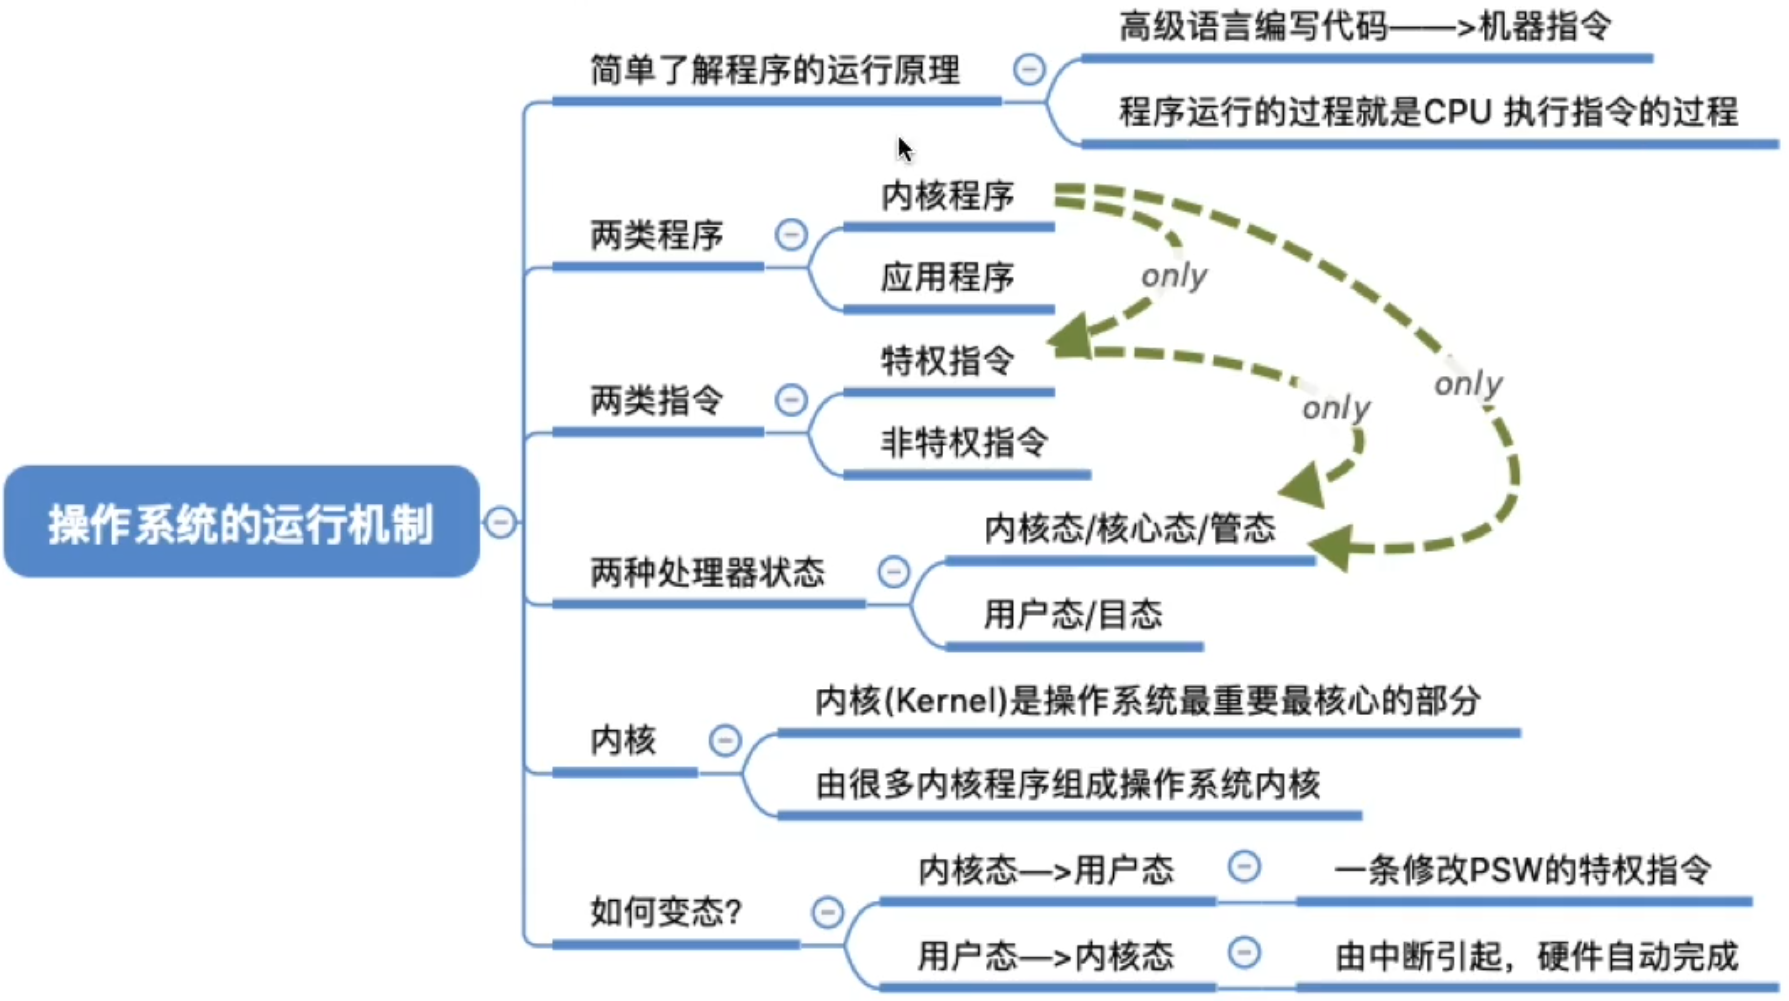 高级语言编写代码——>机器指令
简单了解程序的运行原理
程序运行的过程就是CPU 执行指令的过程
内核程序
两类程序
only
应用程序
特权指令
only
两类指令
only
非特权指令
操作系统的运行机制
内核态/核心态/管态
两种处理器状态
用户态/目态
内核(Kernel)是操作系统最重要最核心的部分
内核
由很多内核程序组成操作系统内核
内核态—>用户态
一条修改PSW的特权指令
如何变态?
用户态—>内核态
由中断引起，硬件自动完成